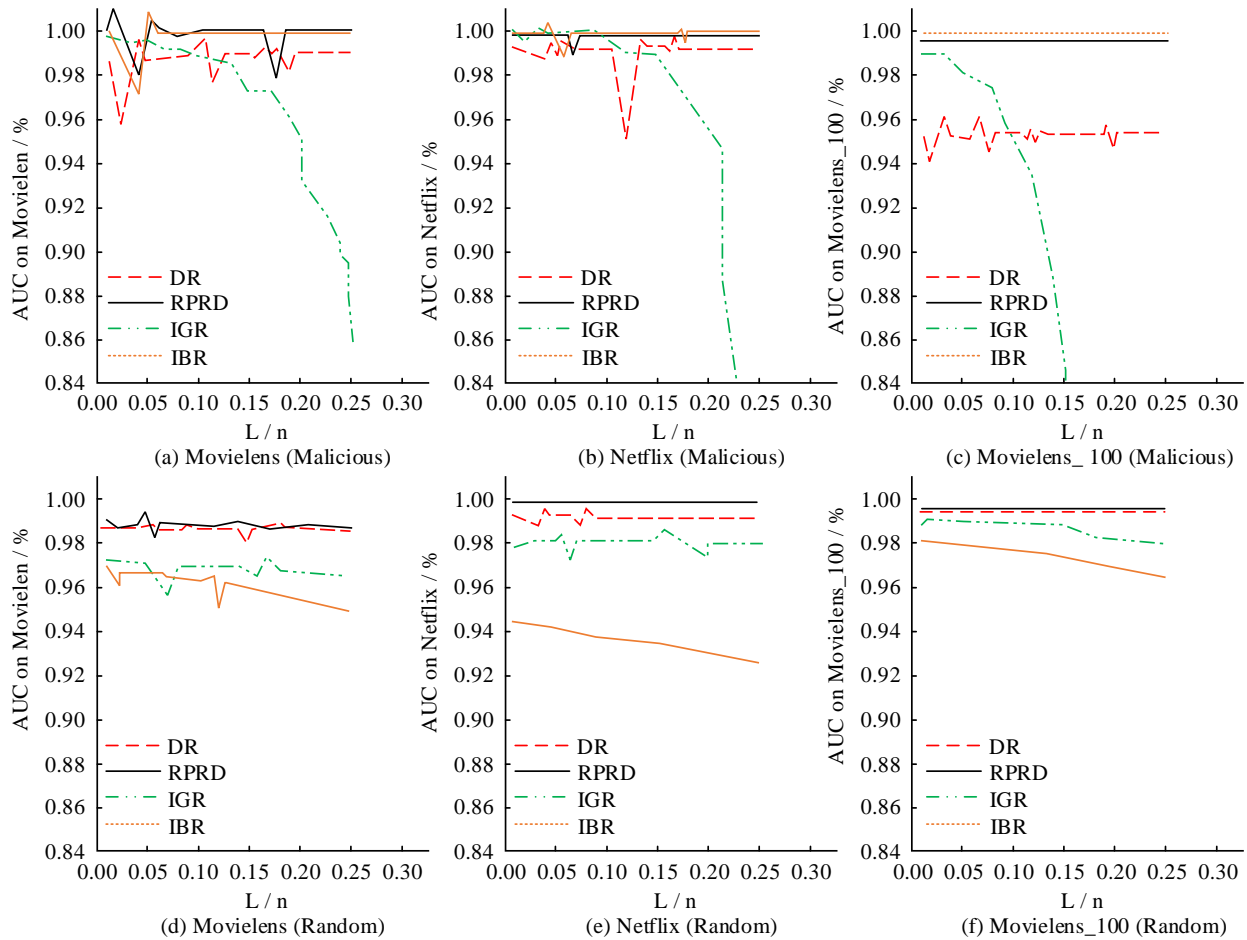 AUC on Movielen / %
1.00
0.98
0.96
0.94
0.92
0.90
0.88
0.86
0.84
DR
RPRD
IGR
IBR
0.00 0.05 0.10 0.15 0.20 0.25 0.30
L / n
(a) Movielens (Malicious)
AUC on Netflix / %
1.00
0.98
0.96
0.94
0.92
0.90
0.88
0.86
0.84
DR
RPRD
IGR
IBR
0.00 0.05 0.10 0.15 0.20 0.25 0.30
L / n
(b) Netflix (Malicious)
AUC on Movielens_100 / %
1.00
0.98
0.96
0.94
0.92
0.90
0.88
0.86
0.84
DR
RPRD
IGR
IBR
0.00 0.05 0.10 0.15 0.20 0.25 0.30
L / n
(c) Movielens_ 100 (Malicious)
AUC on Movielen / %
1.00
0.98
0.96
0.94
0.92
0.90
0.88
0.86
0.84
DR
RPRD
IGR
IBR
0.00 0.05 0.10 0.15 0.20 0.25 0.30
L / n
(d) Movielens (Random)
AUC on Netflix / %
1.00
0.98
0.96
0.94
0.92
0.90
0.88
0.86
0.84
DR
RPRD
IGR
IBR
0.00 0.05 0.10 0.15 0.20 0.25 0.30
L / n
(e) Netflix (Random)
AUC on Movielens_100 / %
1.00
0.98
0.96
0.94
0.92
0.90
0.88
0.86
0.84
DR
RPRD
IGR
IBR
0.00 0.05 0.10 0.15 0.20 0.25 0.30
L / n
(f) Movielens_100 (Random)